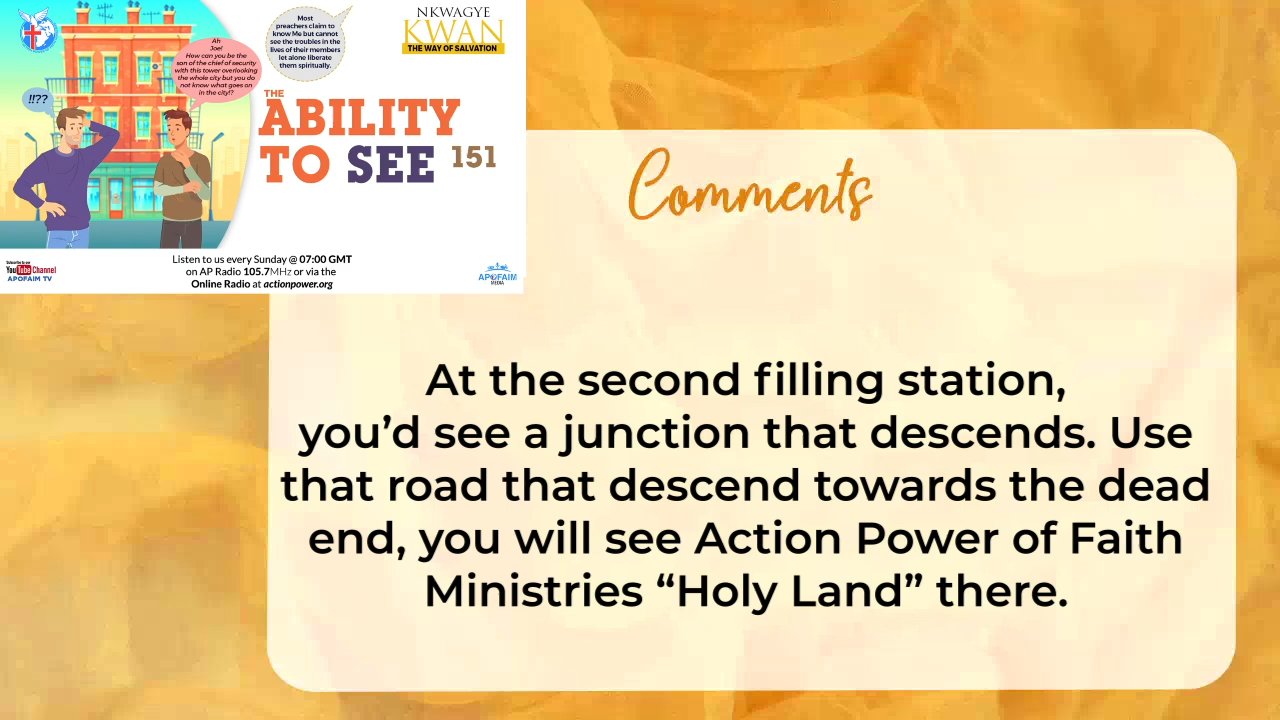 Ah
Joe!
How can you be the
son of the chief of security
with this tower overlooking
the whole city but you do
not know what goes on
in the city!?
!!??
Most
preachers claim to
know Me but cannot
see the troubles in the
lives of their members
let alone liberate
them spiritually.
NKWAGYE
KWAN
THE WAY OF SALVATION
THE
ABILITY
TO SEE 151
Listen to us every Sunday @ 07:00 GMT
on AP Radio 105.7MHz or via the
Online Radio at actionpower.org
Subscribe to our
YouTube Channel
APOFAIM TV
APOFAIM
MEDIA
Comments
At the second filling station,
you’d see a junction that descends. Use
that road that descend towards the dead
end, you will see Action Power of Faith
Ministries “Holy Land” there.